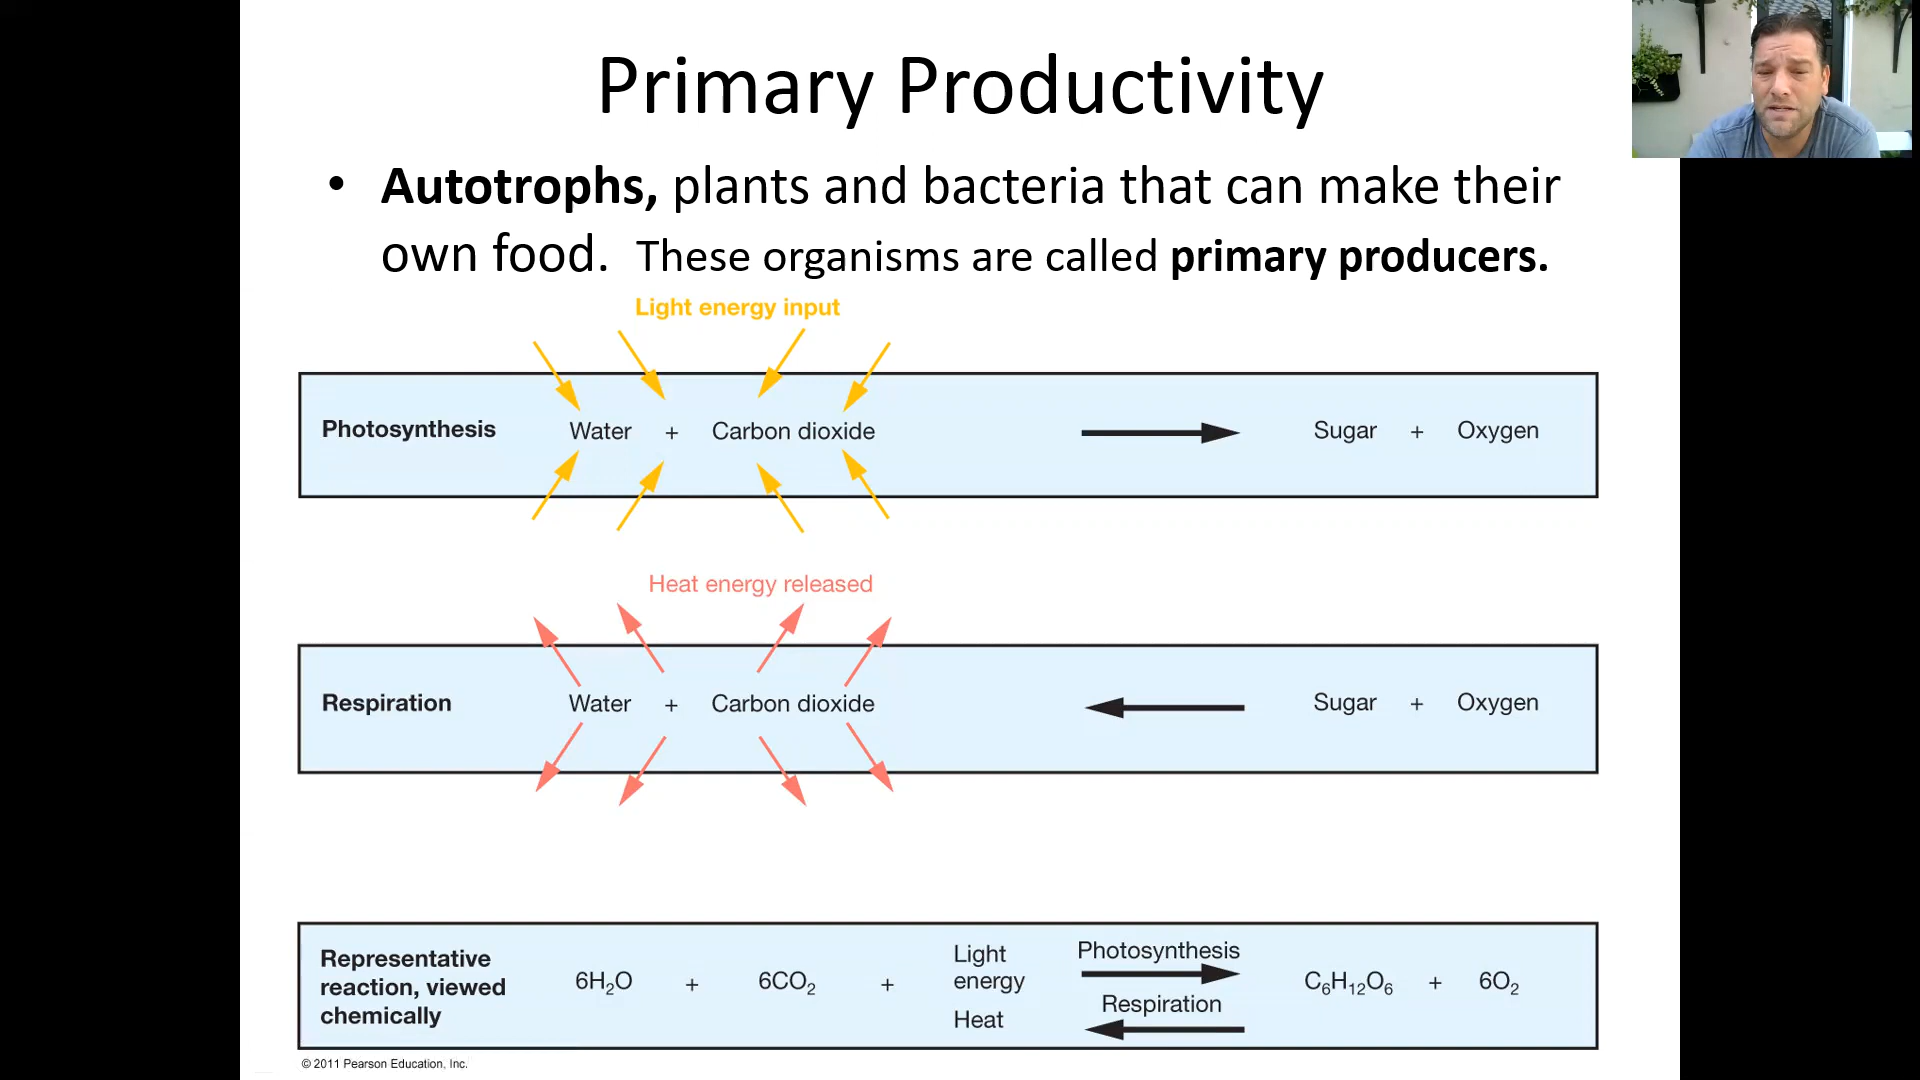 Primary Productivity
• Autotrophs, plants and bacteria that can make their
own food. These organisms are called primary producers.
Light energy input
Photosynthesis Water + Carbon dioxide Sugar + Oxygen
Heat energy released
Respiration Water + Carbon dioxide Sugar + Oxygen
Representative
reaction, viewed
chemically
6H₂O + 6CO₂ + Light
energy
Heat
Photosynthesis
Respiration
C₆H₁₂O₆ + 6O₂
© 2011 Pearson Education, Inc.